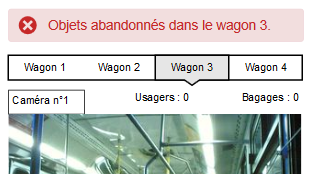 Objets abandonnés dans le wagon 3.
Wagon 1 Wagon 2 Wagon 3 Wagon 4
Caméra n°1 Usagers : 0 Bagages : 0